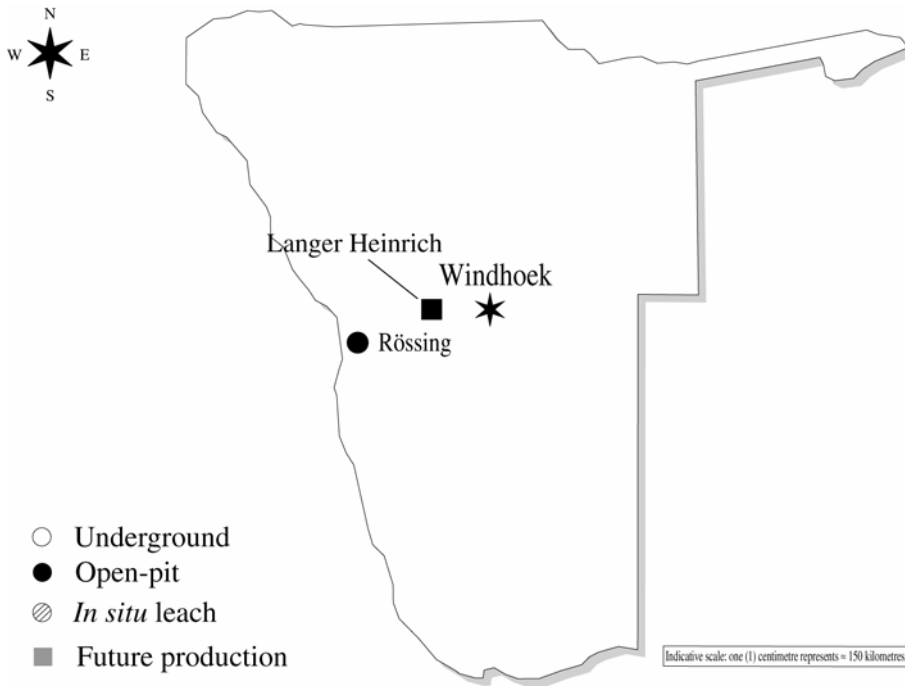 N
W E
S
Langer Heinrich
Windhoek
Rössing
Underground
Open-pit
In situ leach
Future production
Indicative scale: one (1) centimetre represents ≈ 150 kilometres